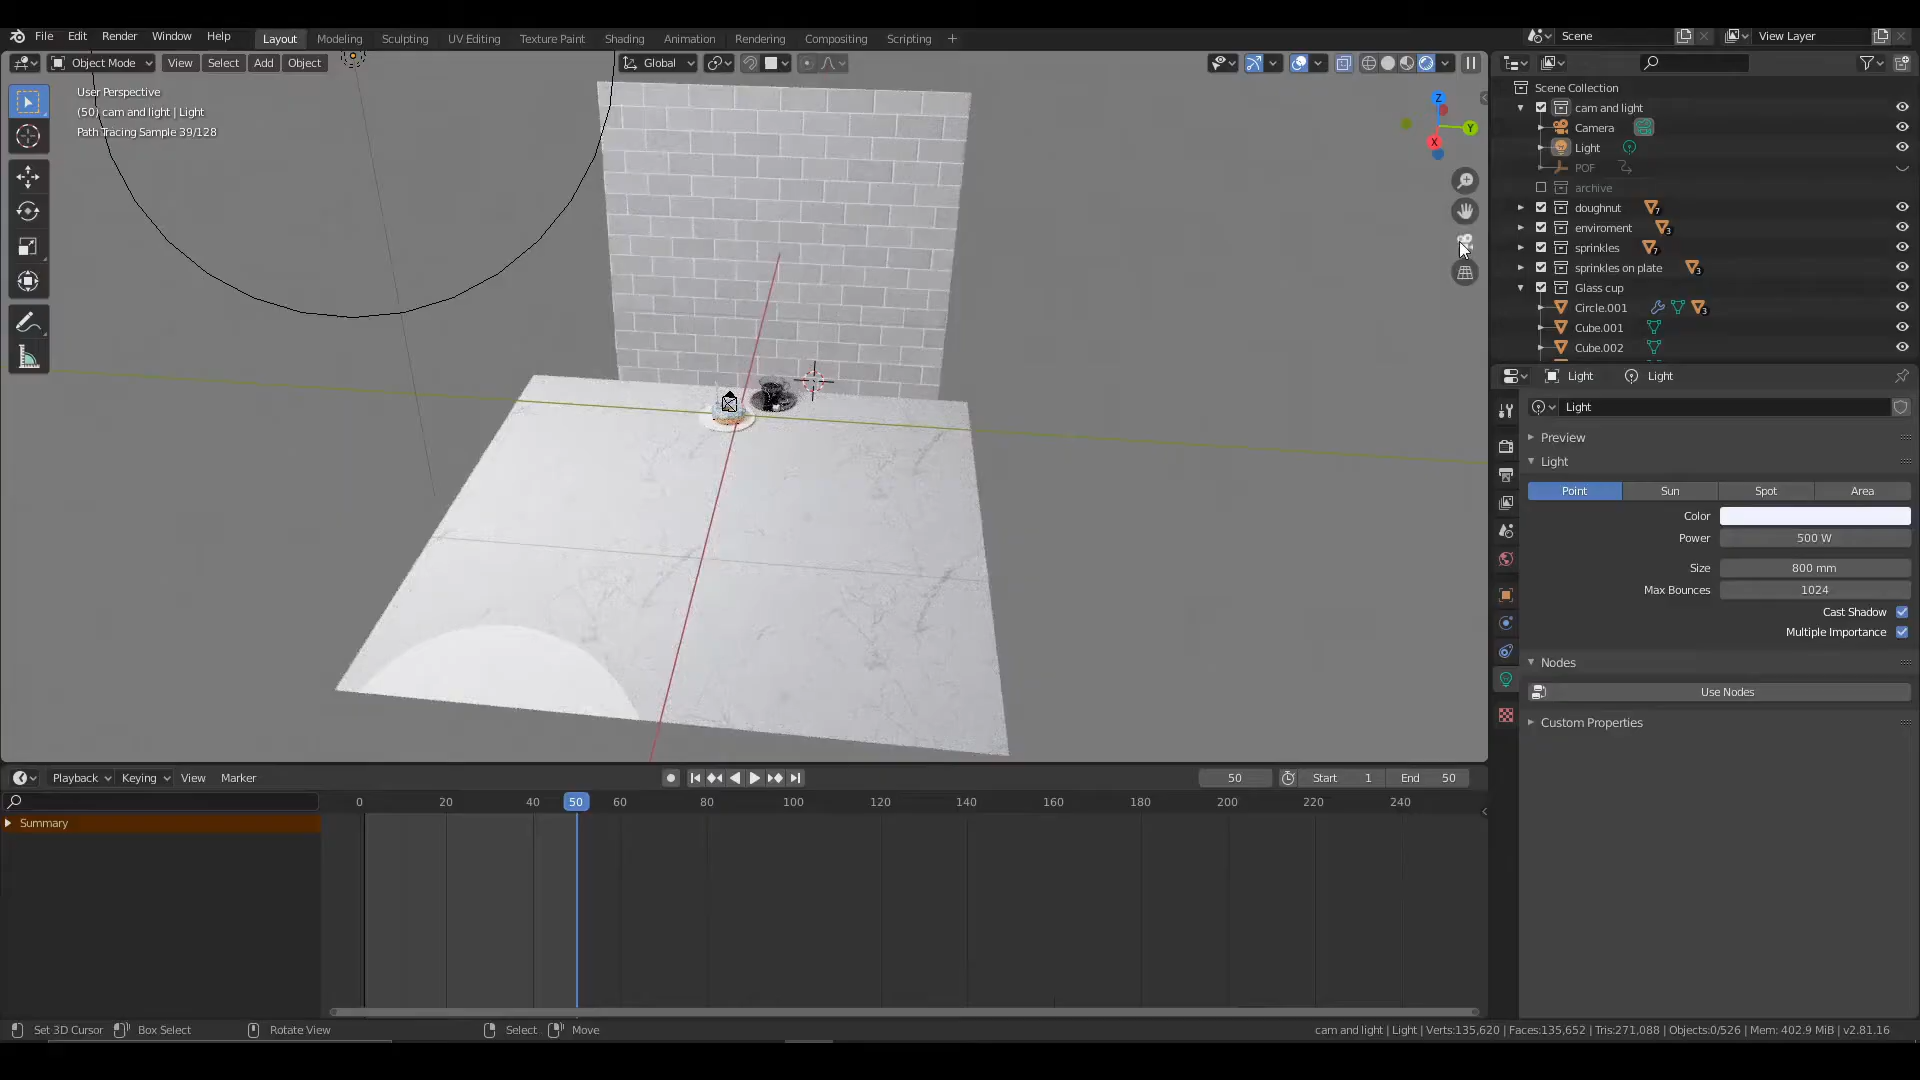 File Edit Render Window Help Layout Modeling Sculpting UV Editing Texture Paint Shading Animation Rendering Compositing Scripting + Scene View Layer
Object Mode View Select Add Object Global
User Perspective
(50) cam and light | Light
Path Tracing Sample 39/128
Z
Y
X
Scene Collection
cam and light
Camera
Light
POF
archive
doughnut 7
enviroment 3
sprinkles 7
sprinkles on plate 3
Glass cup
Circle.001 3
Cube.001
Cube.002
Light Light
Light
Preview
Light
Point Sun Spot Area
Color
Power 500 W
Size 800 mm
Max Bounces 1024
Cast Shadow
Multiple Importance
Nodes
Use Nodes
Custom Properties
Playback Keying View Marker 50 Start 1 End 50
0 20 40 50 60 80 100 120 140 160 180 200 220 240
Summary
Set 3D Cursor Box Select Rotate View Select Move cam and light | Light | Verts:135,620 | Faces:135,652 | Tris:271,088 | Objects:0/526 | Mem: 402.9 MiB | v2.81.16